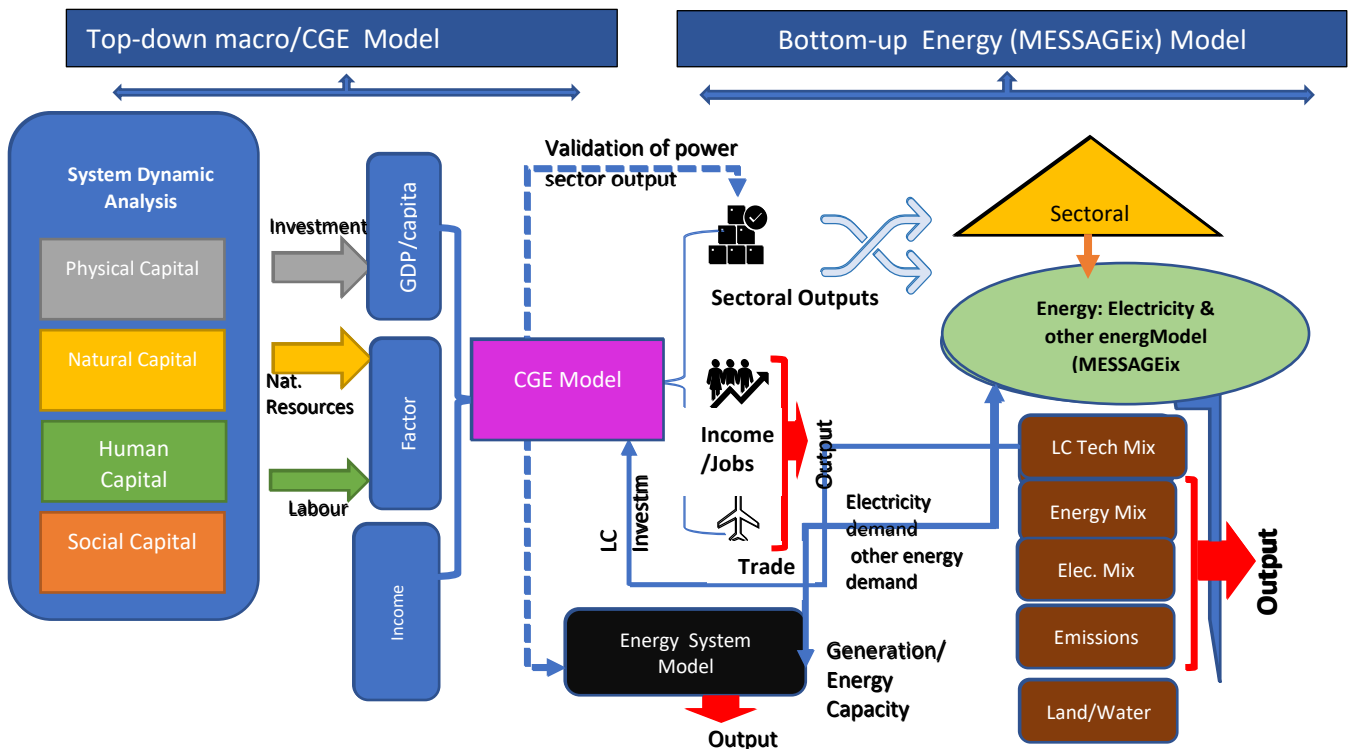 Top-down macro/CGE Model
Bottom-up Energy (MESSAGEix) Model
System Dynamic
Analysis
Physical Capital
Natural Capital
Human
Capital
Social Capital
Investment
Nat.
Resources
Labour
GDP/capita
Factor
Income
Validation of power
sector output
CGE Model
Sectoral Outputs
Income
/Jobs
Trade
Output
LC
Investm
Electricity
demand
other energy
demand
Energy System
Model
Output
Generation/
Energy
Capacity
Sectoral
Energy: Electricity &
other energModel
(MESSAGEix
LC Tech Mix
Energy Mix
Elec. Mix
Emissions
Land/Water
Output